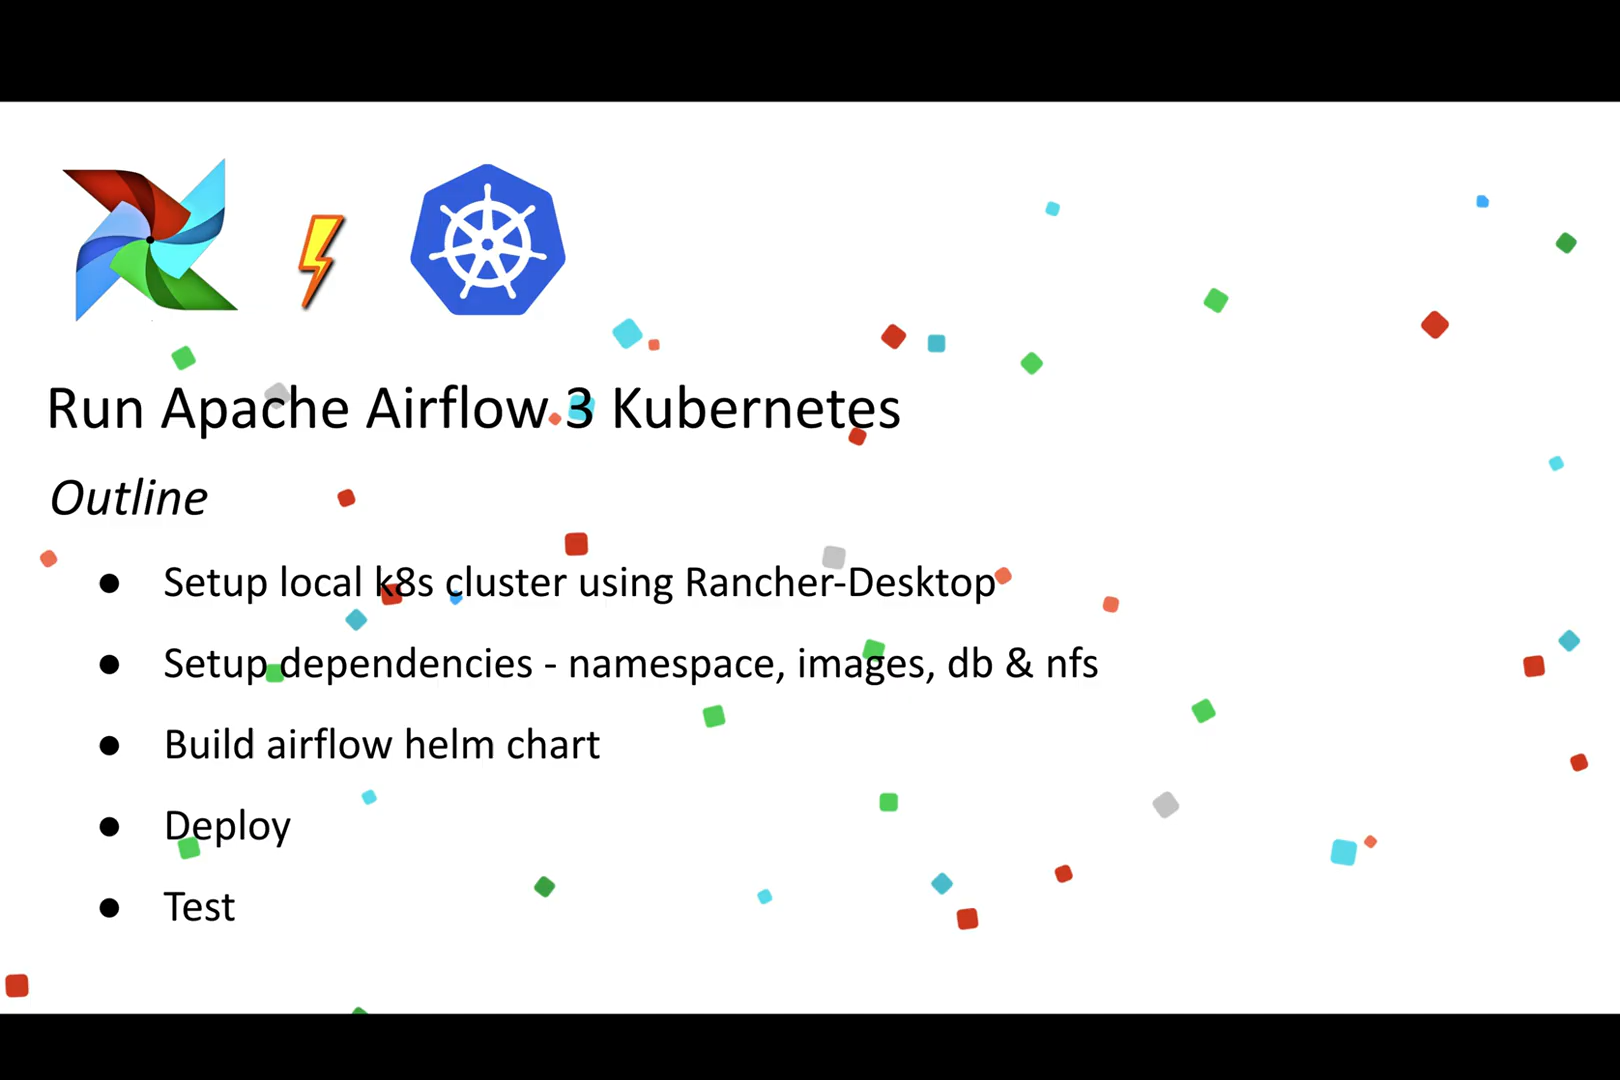 Run Apache Airflow 3 Kubernetes
Outline
● Setup local k8s cluster using Rancher-Desktop
● Setup dependencies - namespace, images, db & nfs
● Build airflow helm chart
● Deploy
● Test